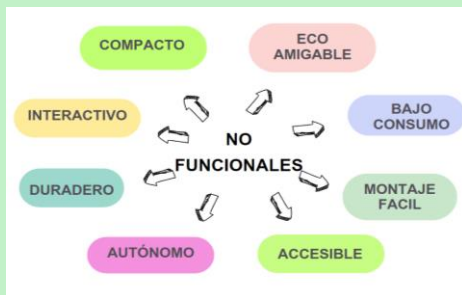 COMPACTO
ECO
AMIGABLE
INTERACTIVO
BAJO
CONSUMO
NO
FUNCIONALES
DURADERO
MONTAJE
FACIL
AUTÓNOMO
ACCESIBLE